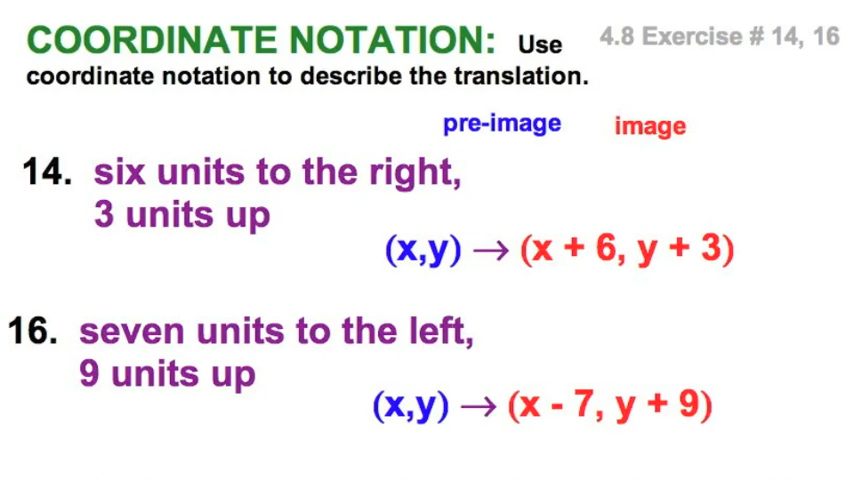 COORDINATE NOTATION: Use 4.8 Exercise # 14, 16
coordinate notation to describe the translation.
pre-image image
14. six units to the right,
3 units up
(x,y) → (x + 6, y + 3)
16. seven units to the left,
9 units up
(x,y) → (x - 7, y + 9)